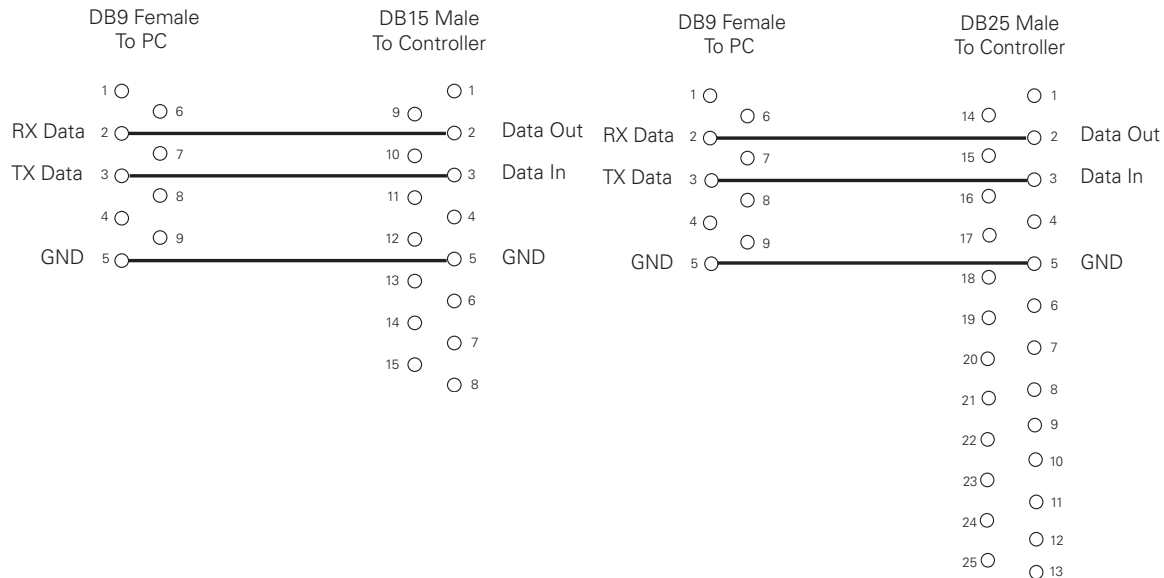 DB9 Female
To PC
DB15 Male
To Controller
1
1
6
9
RX Data 2
2 Data Out
7
10
TX Data 3
3 Data In
8
11
4
4
9
12
GND 5
5 GND
13
6
14
7
15
8
DB9 Female
To PC
DB25 Male
To Controller
1
1
6
14
RX Data 2
2 Data Out
7
15
TX Data 3
3 Data In
8
16
4
4
9
17
GND 5
5 GND
18
6
19
7
20
8
21
9
22
10
23
11
24
12
25
13